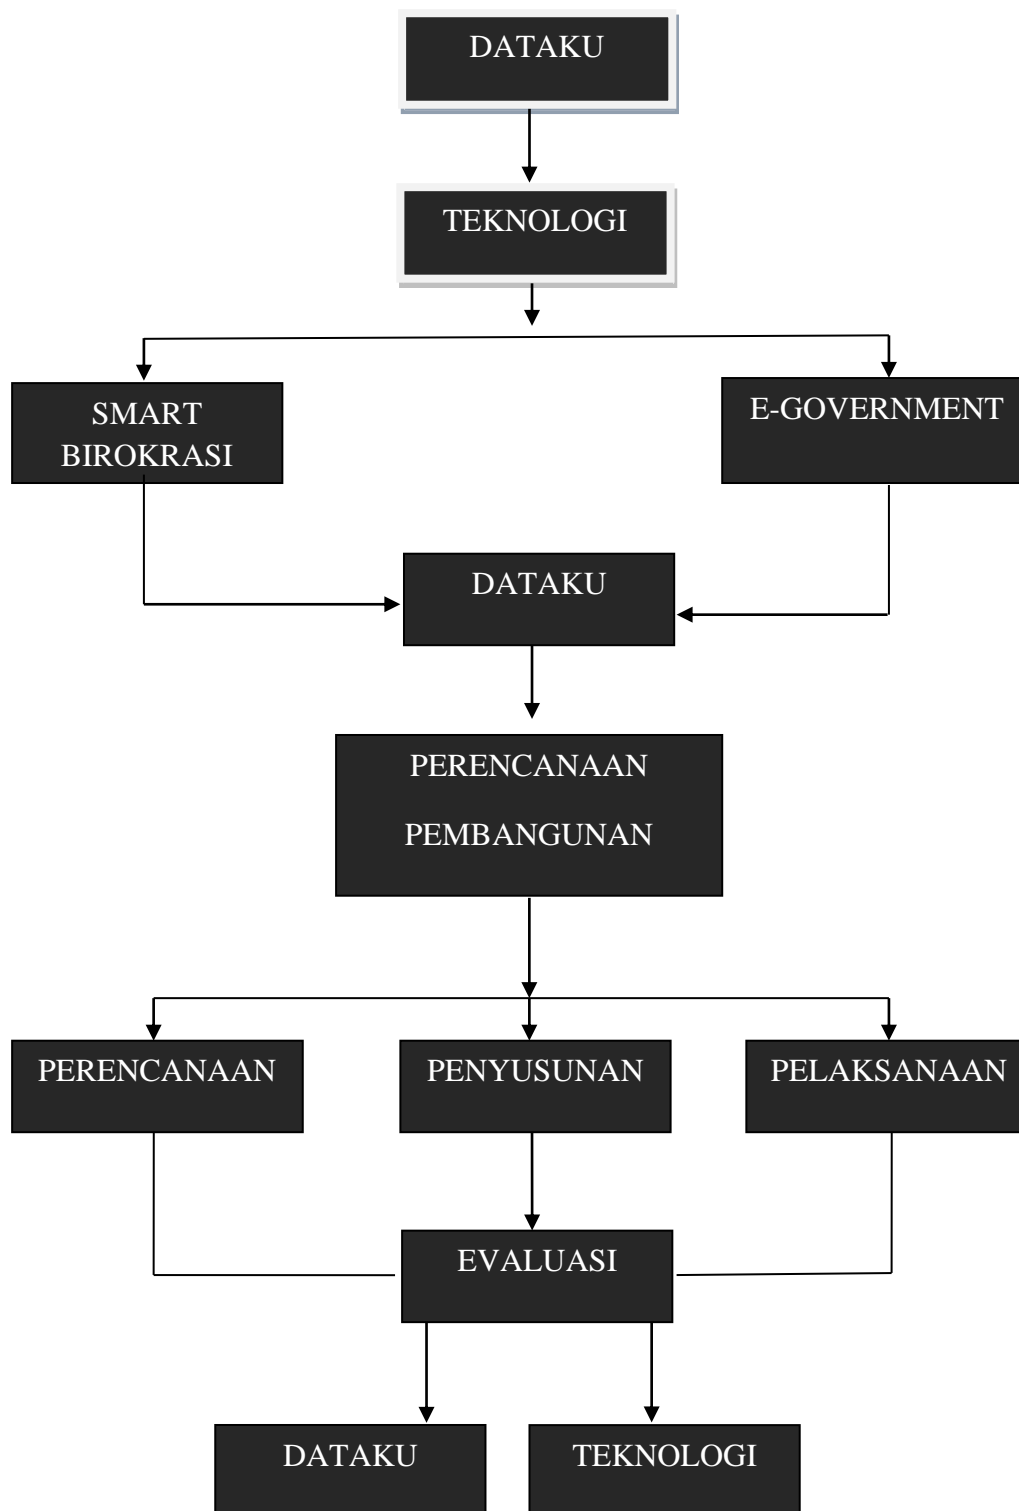 DATAKU
TEKNOLOGI
SMART
BIROKRASI
E-GOVERNMENT
DATAKU
PERENCANAAN
PEMBANGUNAN
PERENCANAAN
PENYUSUNAN
PELAKSANAAN
EVALUASI
DATAKU
TEKNOLOGI